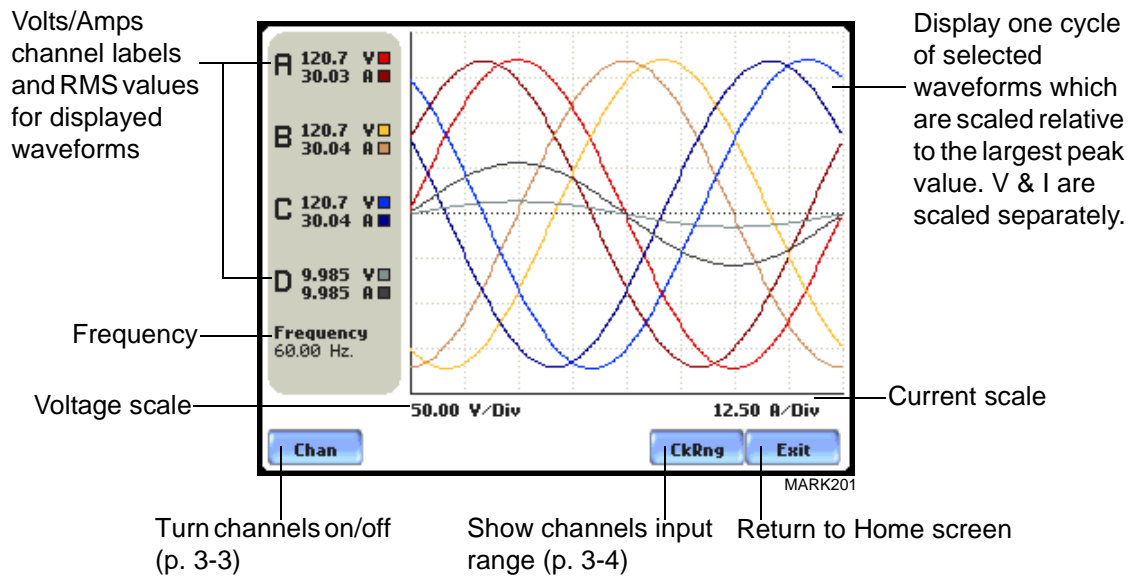 Volts/Amps
channel labels
and RMS values
for displayed
waveforms
Frequency
Voltage scale
A 120.7 V
30.03 A
B 120.7 V
30.04 A
C 120.7 V
30.04 A
D 9.985 V
9.985 A
Frequency
60.00 Hz.
50.00 V/Div
12.50 A/Div
Chan
CkRng
Exit
MARK201
Display one cycle
of selected
waveforms which
are scaled relative
to the largest peak
value. V & I are
scaled separately.
Current scale
Turn channels on/off
(p. 3-3)
Show channels input
range (p. 3-4)
Return to Home screen